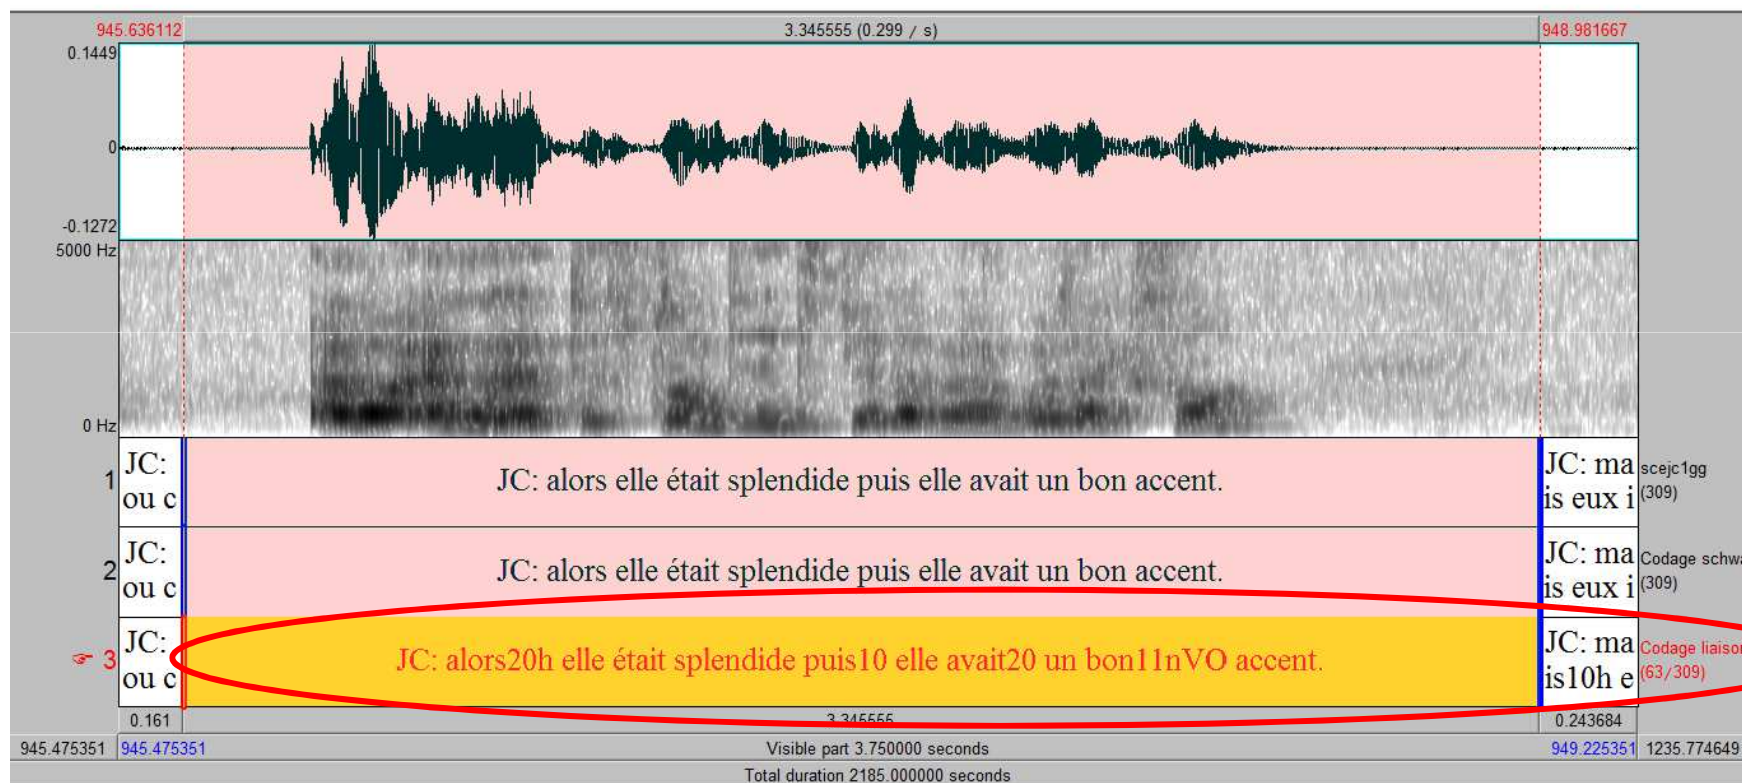 945.636112 3.345555 (0.299 / s) 948.981667
0.1449
0
-0.1272
5000 Hz
0 Hz
1 JC: ou c JC: alors elle était splendide puis elle avait un bon accent. JC: ma is eux i scejc1gg (309)
2 JC: ou c JC: alors elle était splendide puis elle avait un bon accent. JC: ma is eux i Codage schwa (309)
☞ 3 JC: ou c JC: alors20h elle était splendide puis10 elle avait20 un bon11nVO accent. JC: ma is10h e Codage liaison (63/309)
0.161 3.345555 0.243684
945.475351 945.475351 Visible part 3.750000 seconds 949.225351 1235.774649
Total duration 2185.000000 seconds